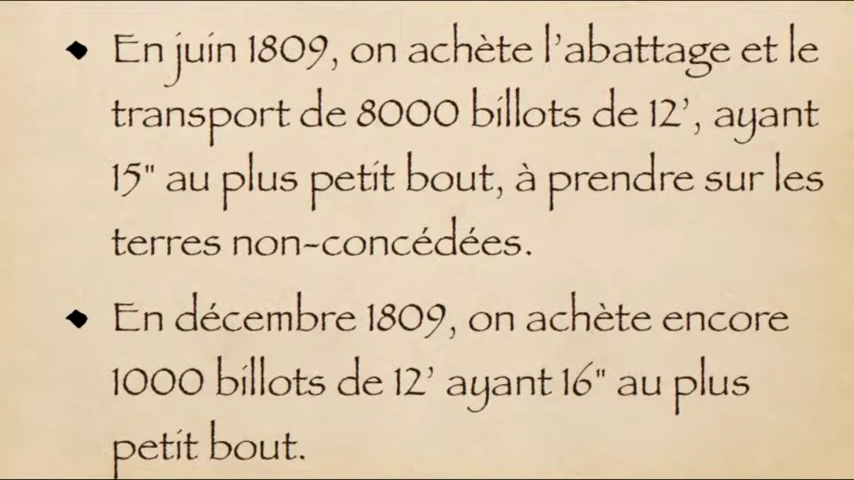 En juin 1809, on achète l'abattage et le
transport de 8000 billots de 12', ayant
15" au plus petit bout, à prendre sur les
terres non-concédées.
En décembre 1809, on achète encore
1000 billots de 12' ayant 16" au plus
petit bout.